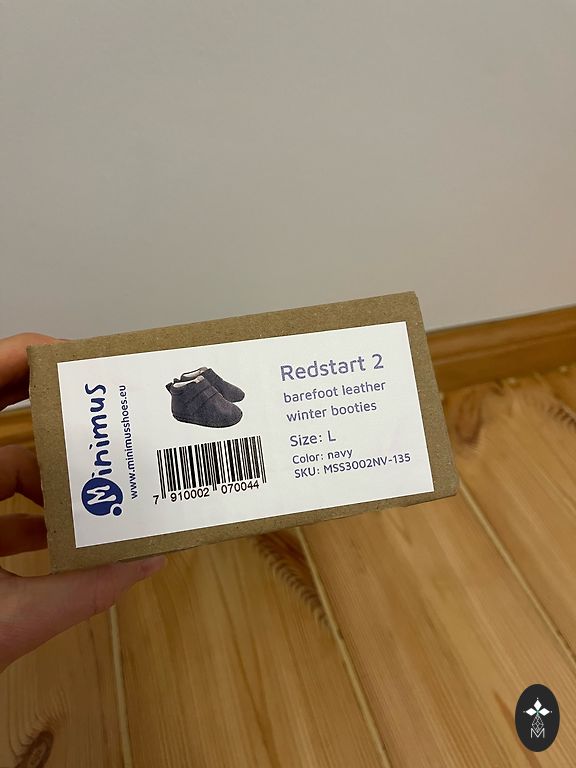 Minimus
www.minimusshoes.eu
7 910002 070044
Redstart 2
barefoot leather
winter booties
Size: L
Color: navy
SKU: MSS3002NV-135
M